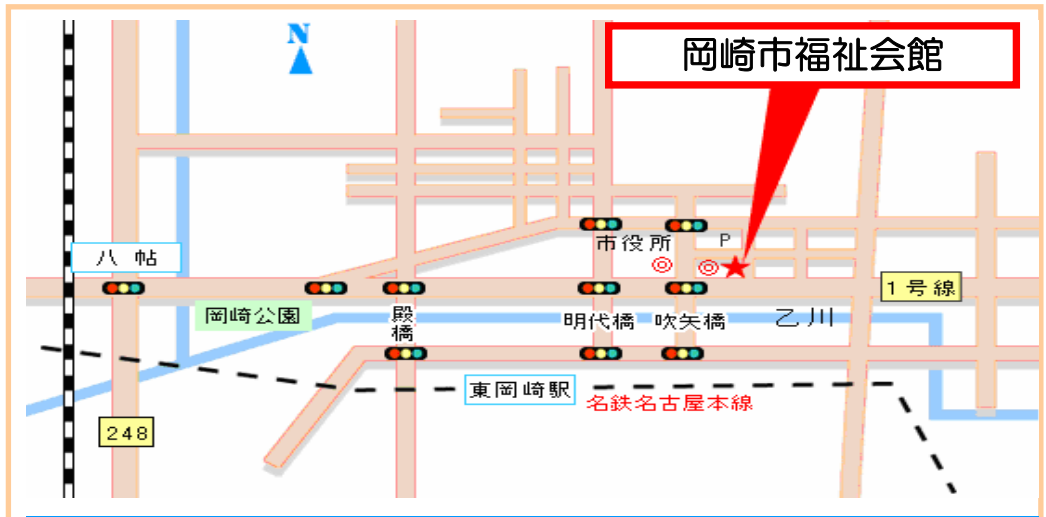 N
岡崎市福祉会館
市役所
P
八帖
1号線
岡崎公園
殿橋
明代橋
吹矢橋
乙川
東岡崎駅
名鉄名古屋本線
248